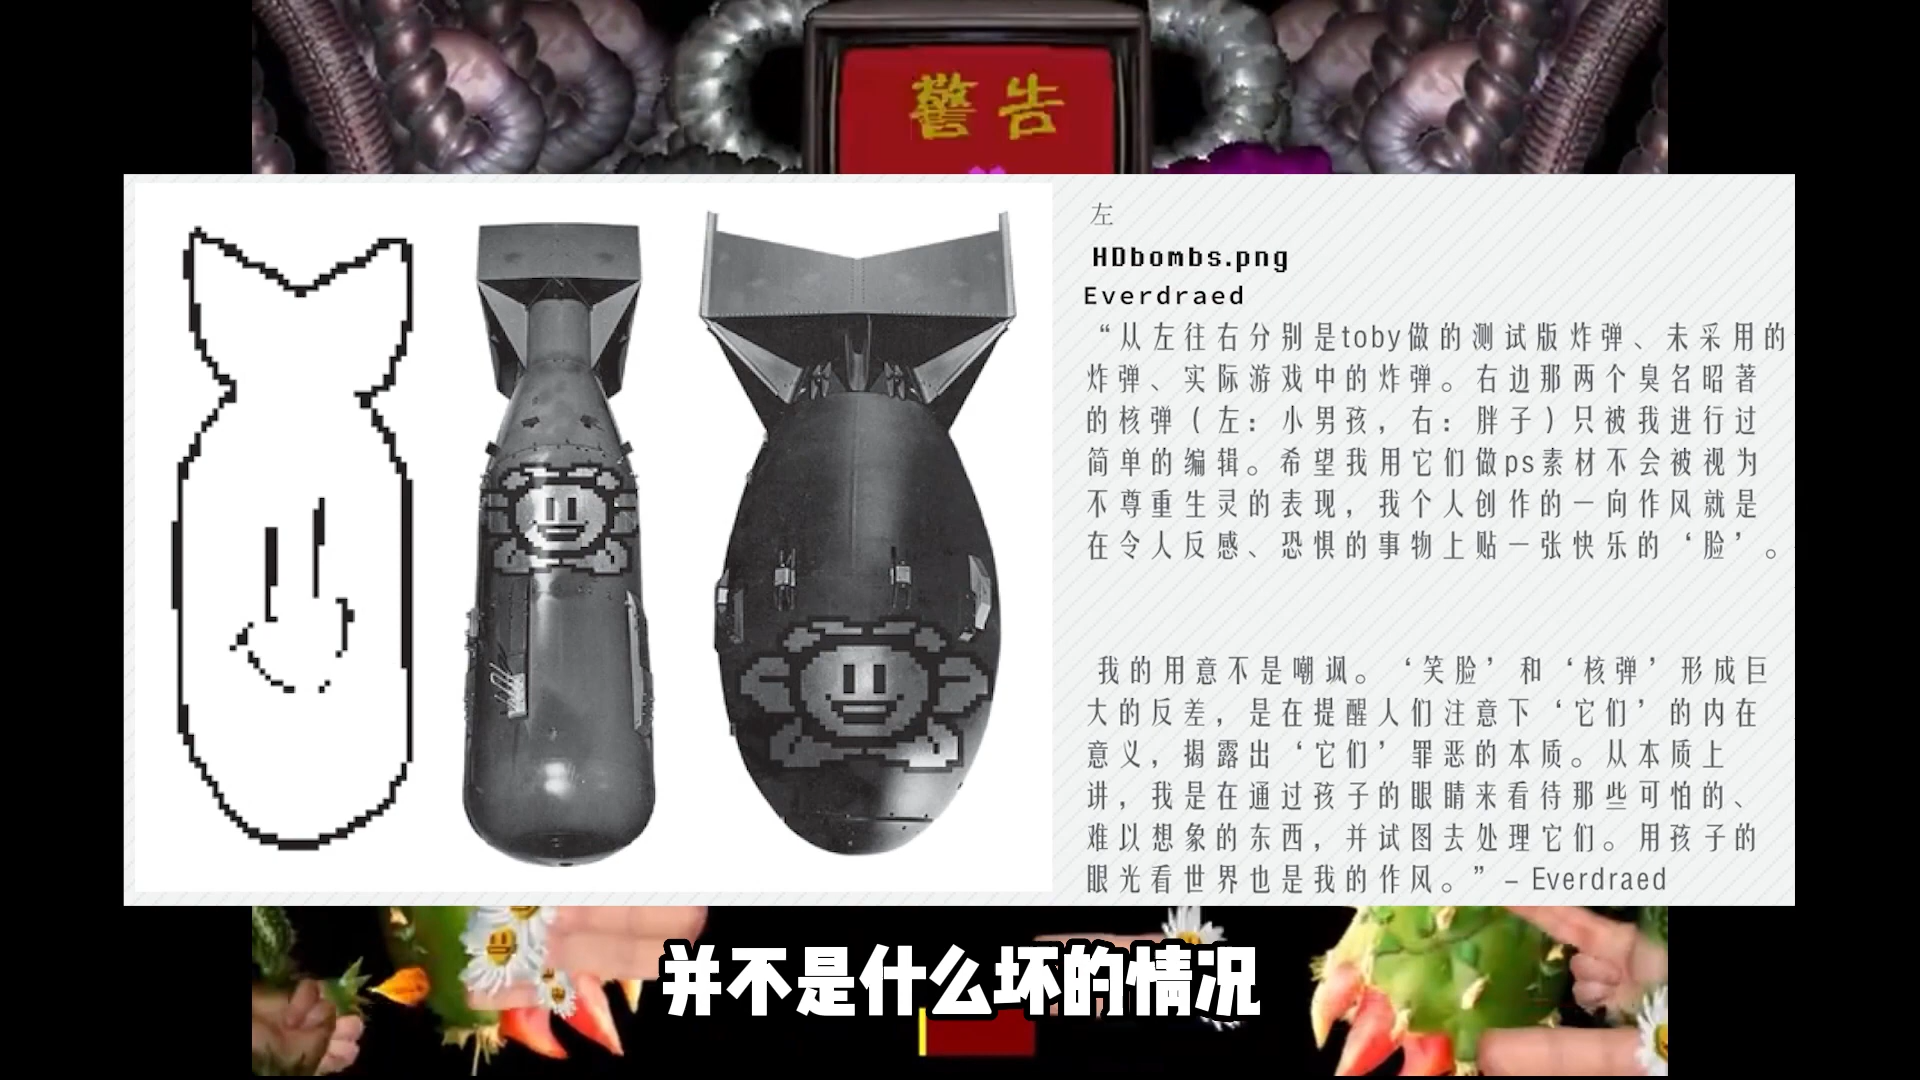 警告
左
HDbombs.png
Everdraed
“从左往右分别是toby做的测试版炸弹、未采用的
炸弹、实际游戏中的炸弹。右边那两个臭名昭著
的核弹（左：小男孩，右：胖子）只被我进行过
简单的编辑。希望我用它们做ps素材不会被视为
不尊重生灵的表现，我个人创作的一向作风就是
在令人反感、恐惧的事物上贴一张快乐的‘脸’。
我的用意不是嘲讽。‘笑脸’和‘核弹’形成巨
大的反差，是在提醒人们注意下‘它们’的内在
意义，揭露出‘它们’罪恶的本质。从本质上
讲，我是在通过孩子的眼睛来看待那些可怕的、
难以想象的东西，并试图去处理它们。用孩子的
眼光看世界也是我的作风。” – Everdraed
并不是什么坏的情况